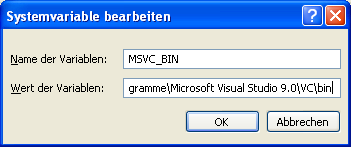 Systemvariable bearbeiten
Name der Variablen: MSVC_BIN
Wert der Variablen: gramme\Microsoft Visual Studio 9.0\VC\bin
OK Abbrechen